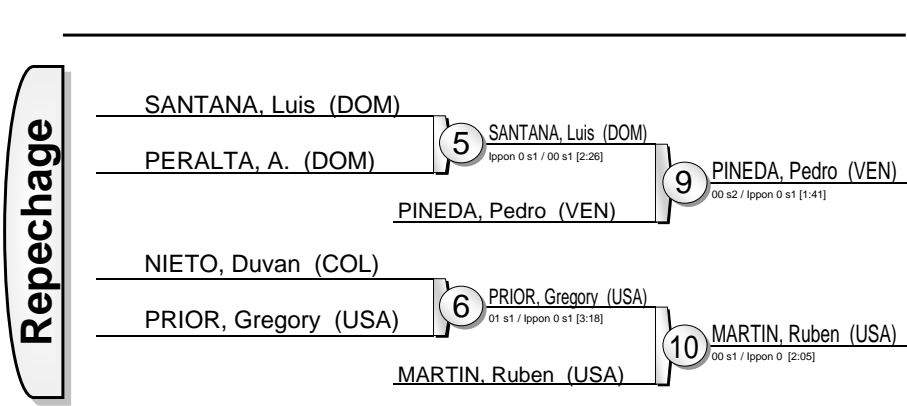 Repechage
SANTANA, Luis (DOM)
PERALTA, A. (DOM)
5
SANTANA, Luis (DOM)
Ippon 0 s1 / 00 s1 [2:26]
PINEDA, Pedro (VEN)
9
PINEDA, Pedro (VEN)
00 s2 / Ippon 0 s1 [1:41]
NIETO, Duvan (COL)
PRIOR, Gregory (USA)
6
PRIOR, Gregory (USA)
01 s1 / Ippon 0 s1 [3:18]
MARTIN, Ruben (USA)
10
MARTIN, Ruben (USA)
00 s1 / Ippon 0 [2:05]